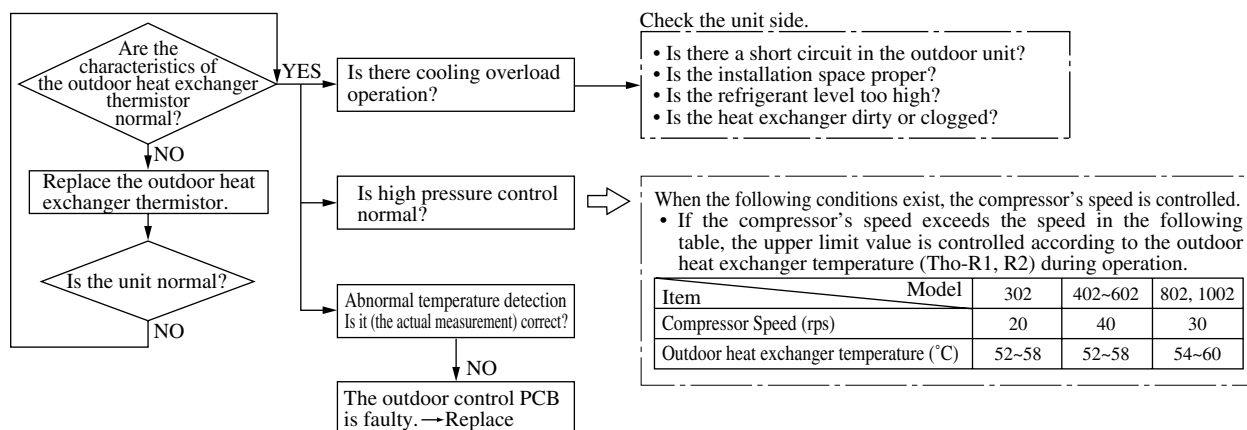 Are the
characteristics of
the outdoor heat exchanger
thermistor
normal?
YES
NO
Replace the outdoor heat
exchanger thermistor.
Is the unit normal?
NO
Is there cooling overload
operation?
Check the unit side.
• Is there a short circuit in the outdoor unit?
• Is the installation space proper?
• Is the refrigerant level too high?
• Is the heat exchanger dirty or clogged?
Is high pressure control
normal?
When the following conditions exist, the compressor's speed is controlled.
• If the compressor's speed exceeds the speed in the following
table, the upper limit value is controlled according to the outdoor
heat exchanger temperature (Tho-R1, R2) during operation.
Item Model 302 402~602 802, 1002
Compressor Speed (rps) 20 40 30
Outdoor heat exchanger temperature (˚C) 52~58 52~58 54~60
Abnormal temperature detection
Is it (the actual measurement) correct?
NO
The outdoor control PCB
is faulty. → Replace